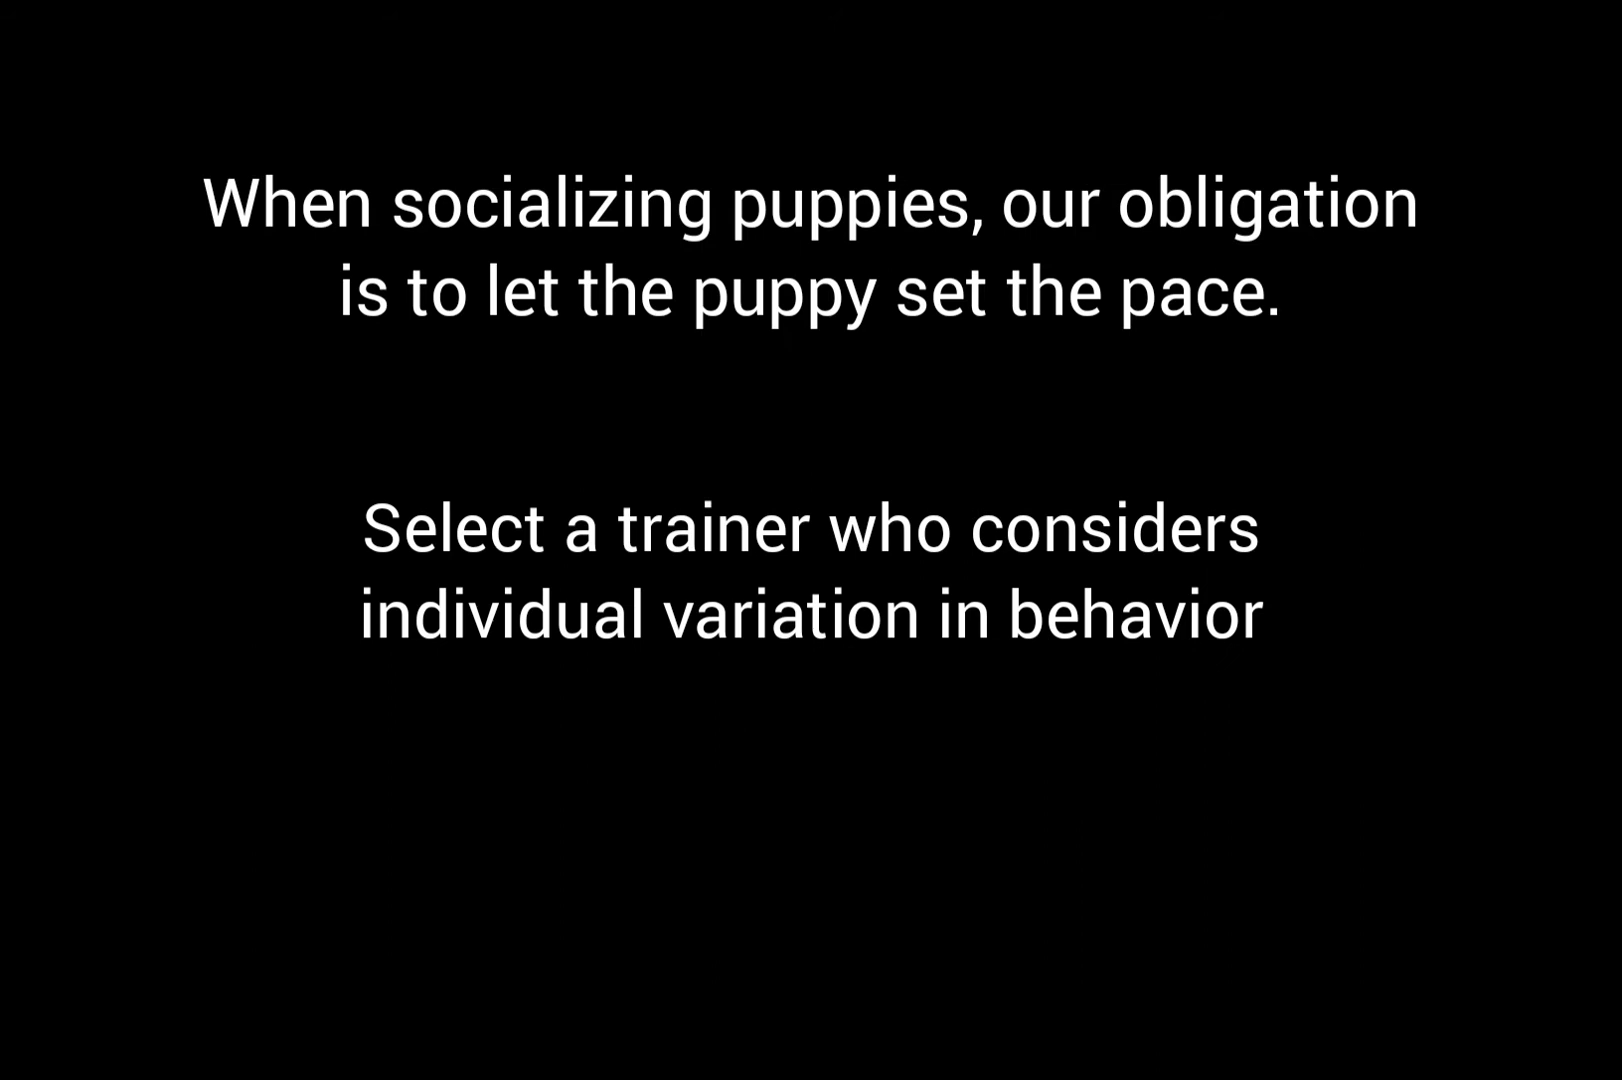 When socializing puppies, our obligation
is to let the puppy set the pace.
Select a trainer who considers
individual variation in behavior